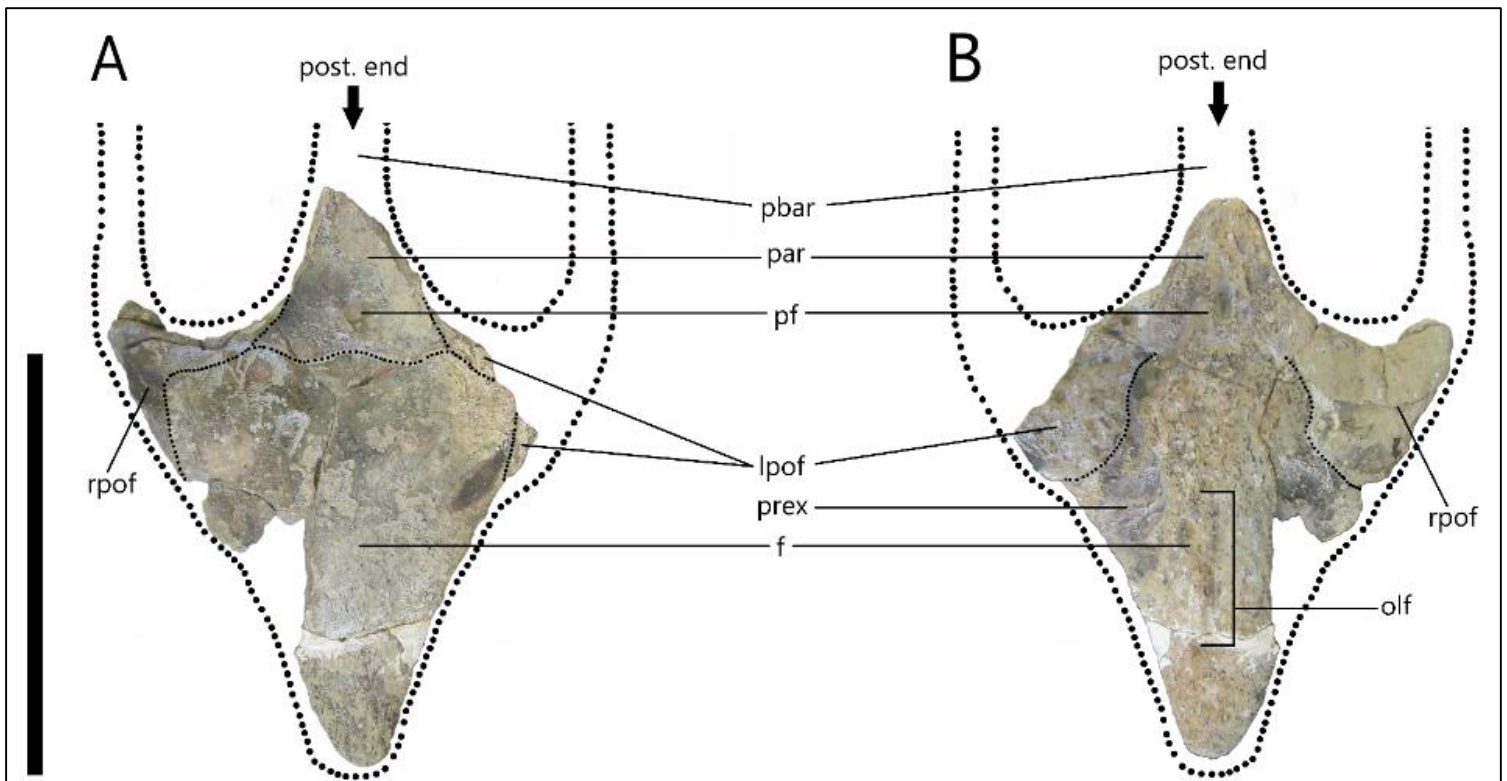 A
B
post. end
post. end
pbar
par
pf
rpof
lpof
prex
rpof
f
olf